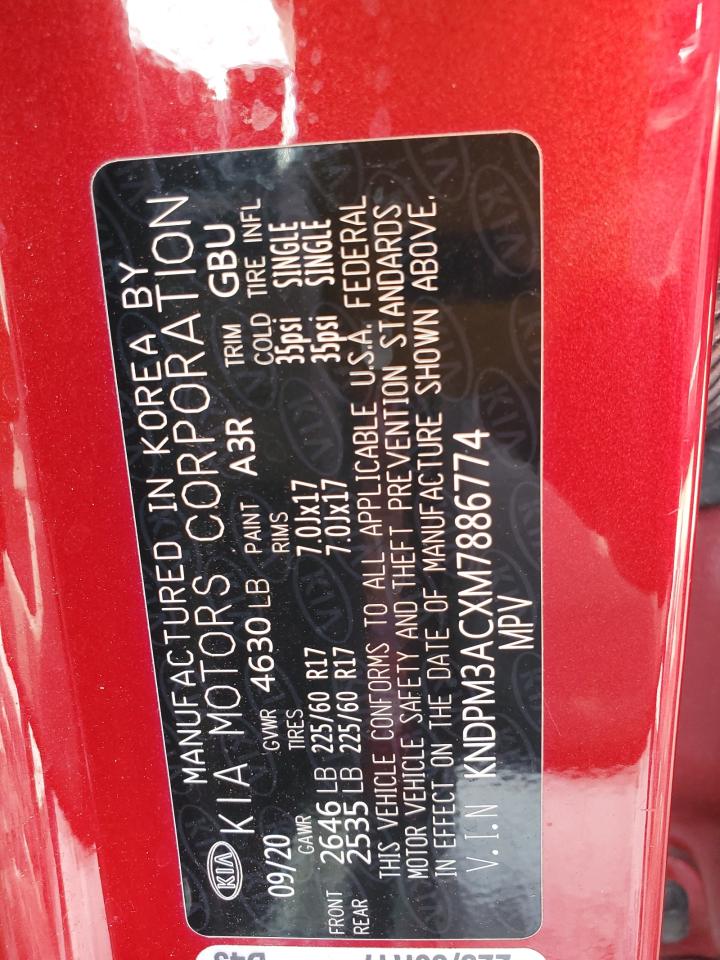 MANUFACTURED IN KOREA BY
KIA KIA MOTORS CORPORATION
09/20 GVWR 4630 LB PAINT A3R TRIM GBU
GAWR TIRES RIMS COLD TIRE INFL
FRONT 2646 LB 225/60 R17 7.0Jx17 35psi SINGLE
REAR 2535 LB 225/60 R17 7.0Jx17 35psi SINGLE
THIS VEHICLE CONFORMS TO ALL APPLICABLE U.S.A. FEDERAL
MOTOR VEHICLE SAFETY AND THEFT PREVENTION STANDARDS
IN EFFECT ON THE DATE OF MANUFACTURE SHOWN ABOVE.
V.I.N KNDPM3ACXM7886774
MPV